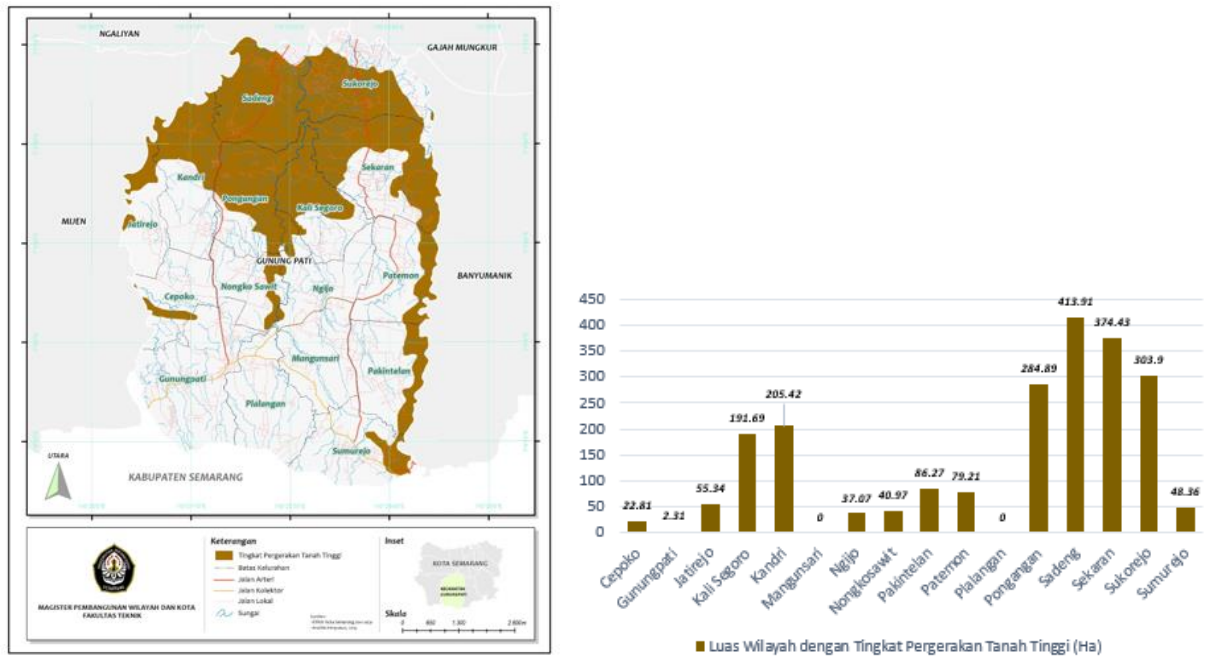 NGALIYAN
GAJAH MUNGKUR
Sukorejo
Sadeng
Sekaran
Kandri
Pongangan
Kali Segoro
MIJEN
Jatirejo
GUNUNG PATI
BANYUMANIK
Patemon
Nongko Sawit
Ngijo
Cepoko
Mangunsari
Gunungpati
Pakintelan
Plalangan
Sumurejo
UTARA
KABUPATEN SEMARANG
MAGISTER PEMBANGUNAN WILAYAH DAN KOTA
FAKULTAS TEKNIK
Keterangan
Tingkat Pergerakan Tanah Tinggi
Batas Kelurahan
Jalan Arteri
Jalan Kolektor
Jalan Lokal
Sungai
Inset
KOTA SEMARANG
KECAMATAN
GUNUNGPATI
Skala
450
400
350
300
250
200
150
100
50
0
22.81
2.31
55.34
191.69
205.42
0
37.07
40.97
86.27
79.21
0
284.89
413.91
374.43
303.9
48.36
Cepoko
Gunungpati
Jatirejo
Kali Segoro
Kandri
Mangunsari
Ngijo
Nongkosawit
Pakintelan
Patemon
Plalangan
Pongangan
Sadeng
Sekaran
Sukorejo
Sumurejo
Luas Wilayah dengan Tingkat Pergerakan Tanah Tinggi (Ha)